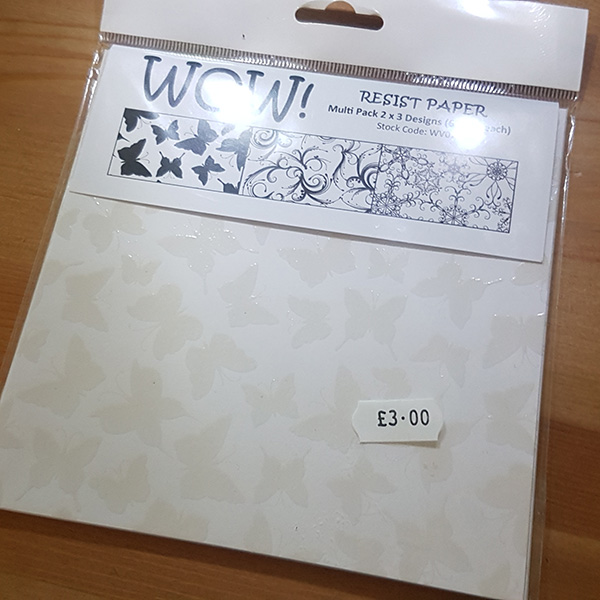 WOW!
RESIST PAPER
Multi Pack 2 x 3 Designs
Stock Code:
£3.00